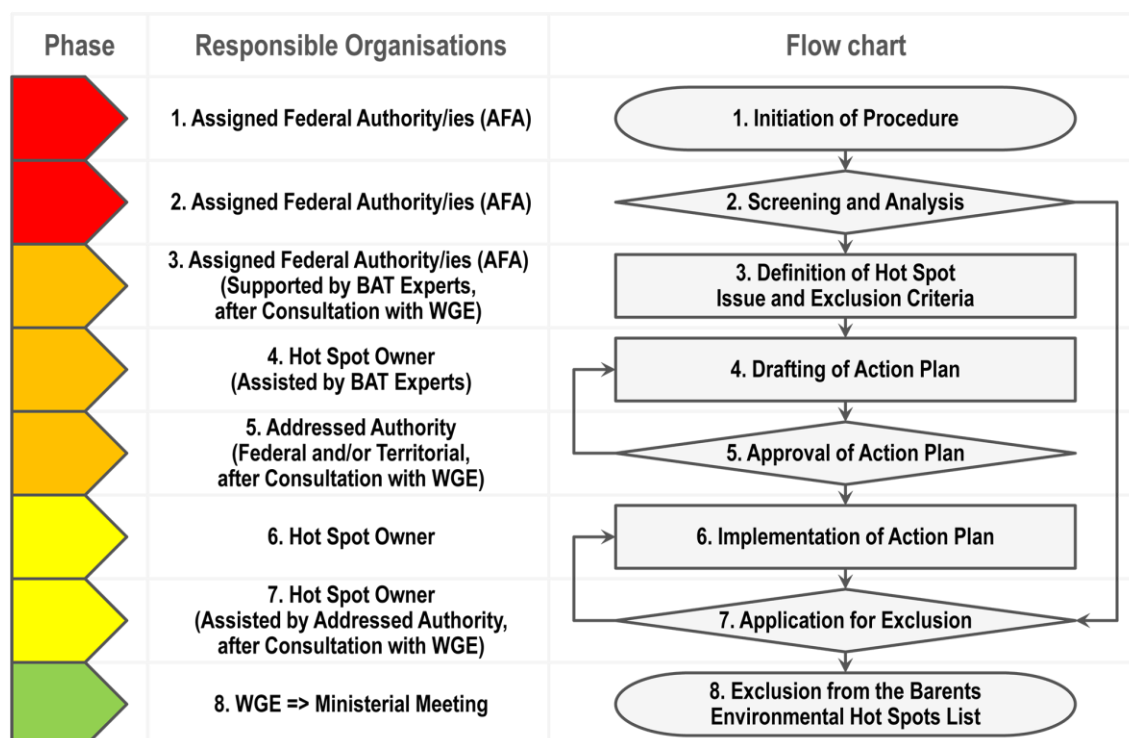 Phase
Responsible Organisations
Flow chart
1. Assigned Federal Authority/ies (AFA)
1. Initiation of Procedure
2. Assigned Federal Authority/ies (AFA)
2. Screening and Analysis
3. Assigned Federal Authority/ies (AFA)
(Supported by BAT Experts,
after Consultation with WGE)
3. Definition of Hot Spot
Issue and Exclusion Criteria
4. Hot Spot Owner
(Assisted by BAT Experts)
4. Drafting of Action Plan
5. Addressed Authority
(Federal and/or Territorial,
after Consultation with WGE)
5. Approval of Action Plan
6. Hot Spot Owner
6. Implementation of Action Plan
7. Hot Spot Owner
(Assisted by Addressed Authority,
after Consultation with WGE)
7. Application for Exclusion
8. WGE => Ministerial Meeting
8. Exclusion from the Barents
Environmental Hot Spots List